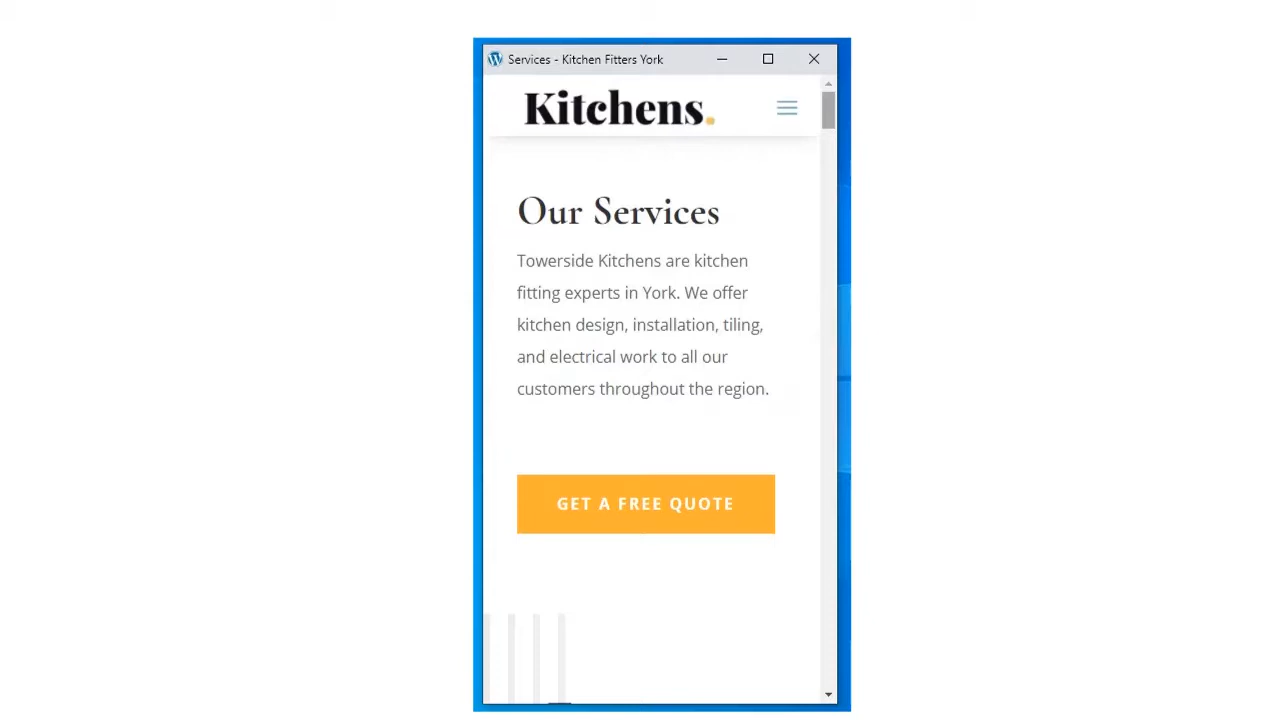 Services - Kitchen Fitters York
Kitchens.
Our Services
Towerside Kitchens are kitchen
fitting experts in York. We offer
kitchen design, installation, tiling,
and electrical work to all our
customers throughout the region.
GET A FREE QUOTE